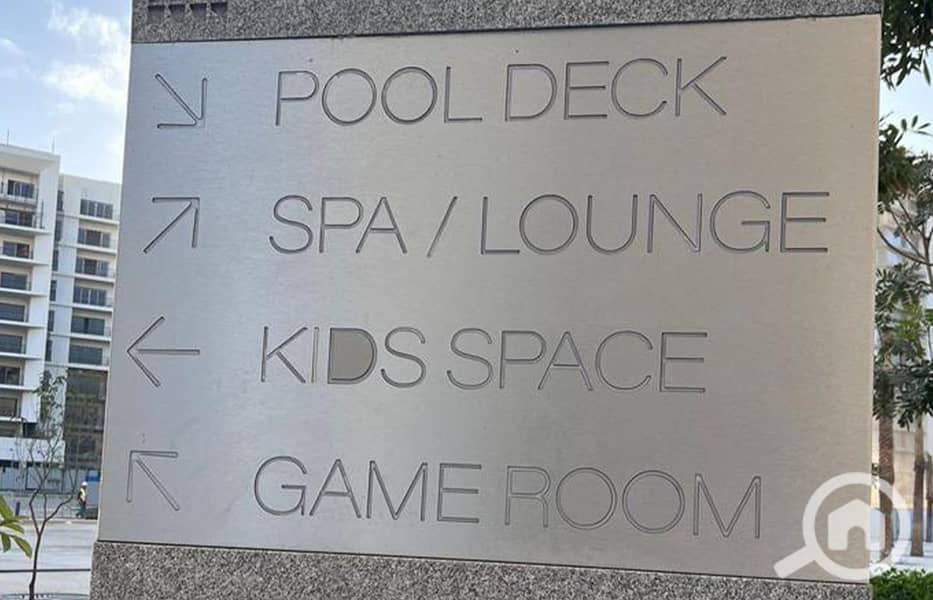 POOL DECK
SPA / LOUNGE
KIDS SPACE
GAME ROOM